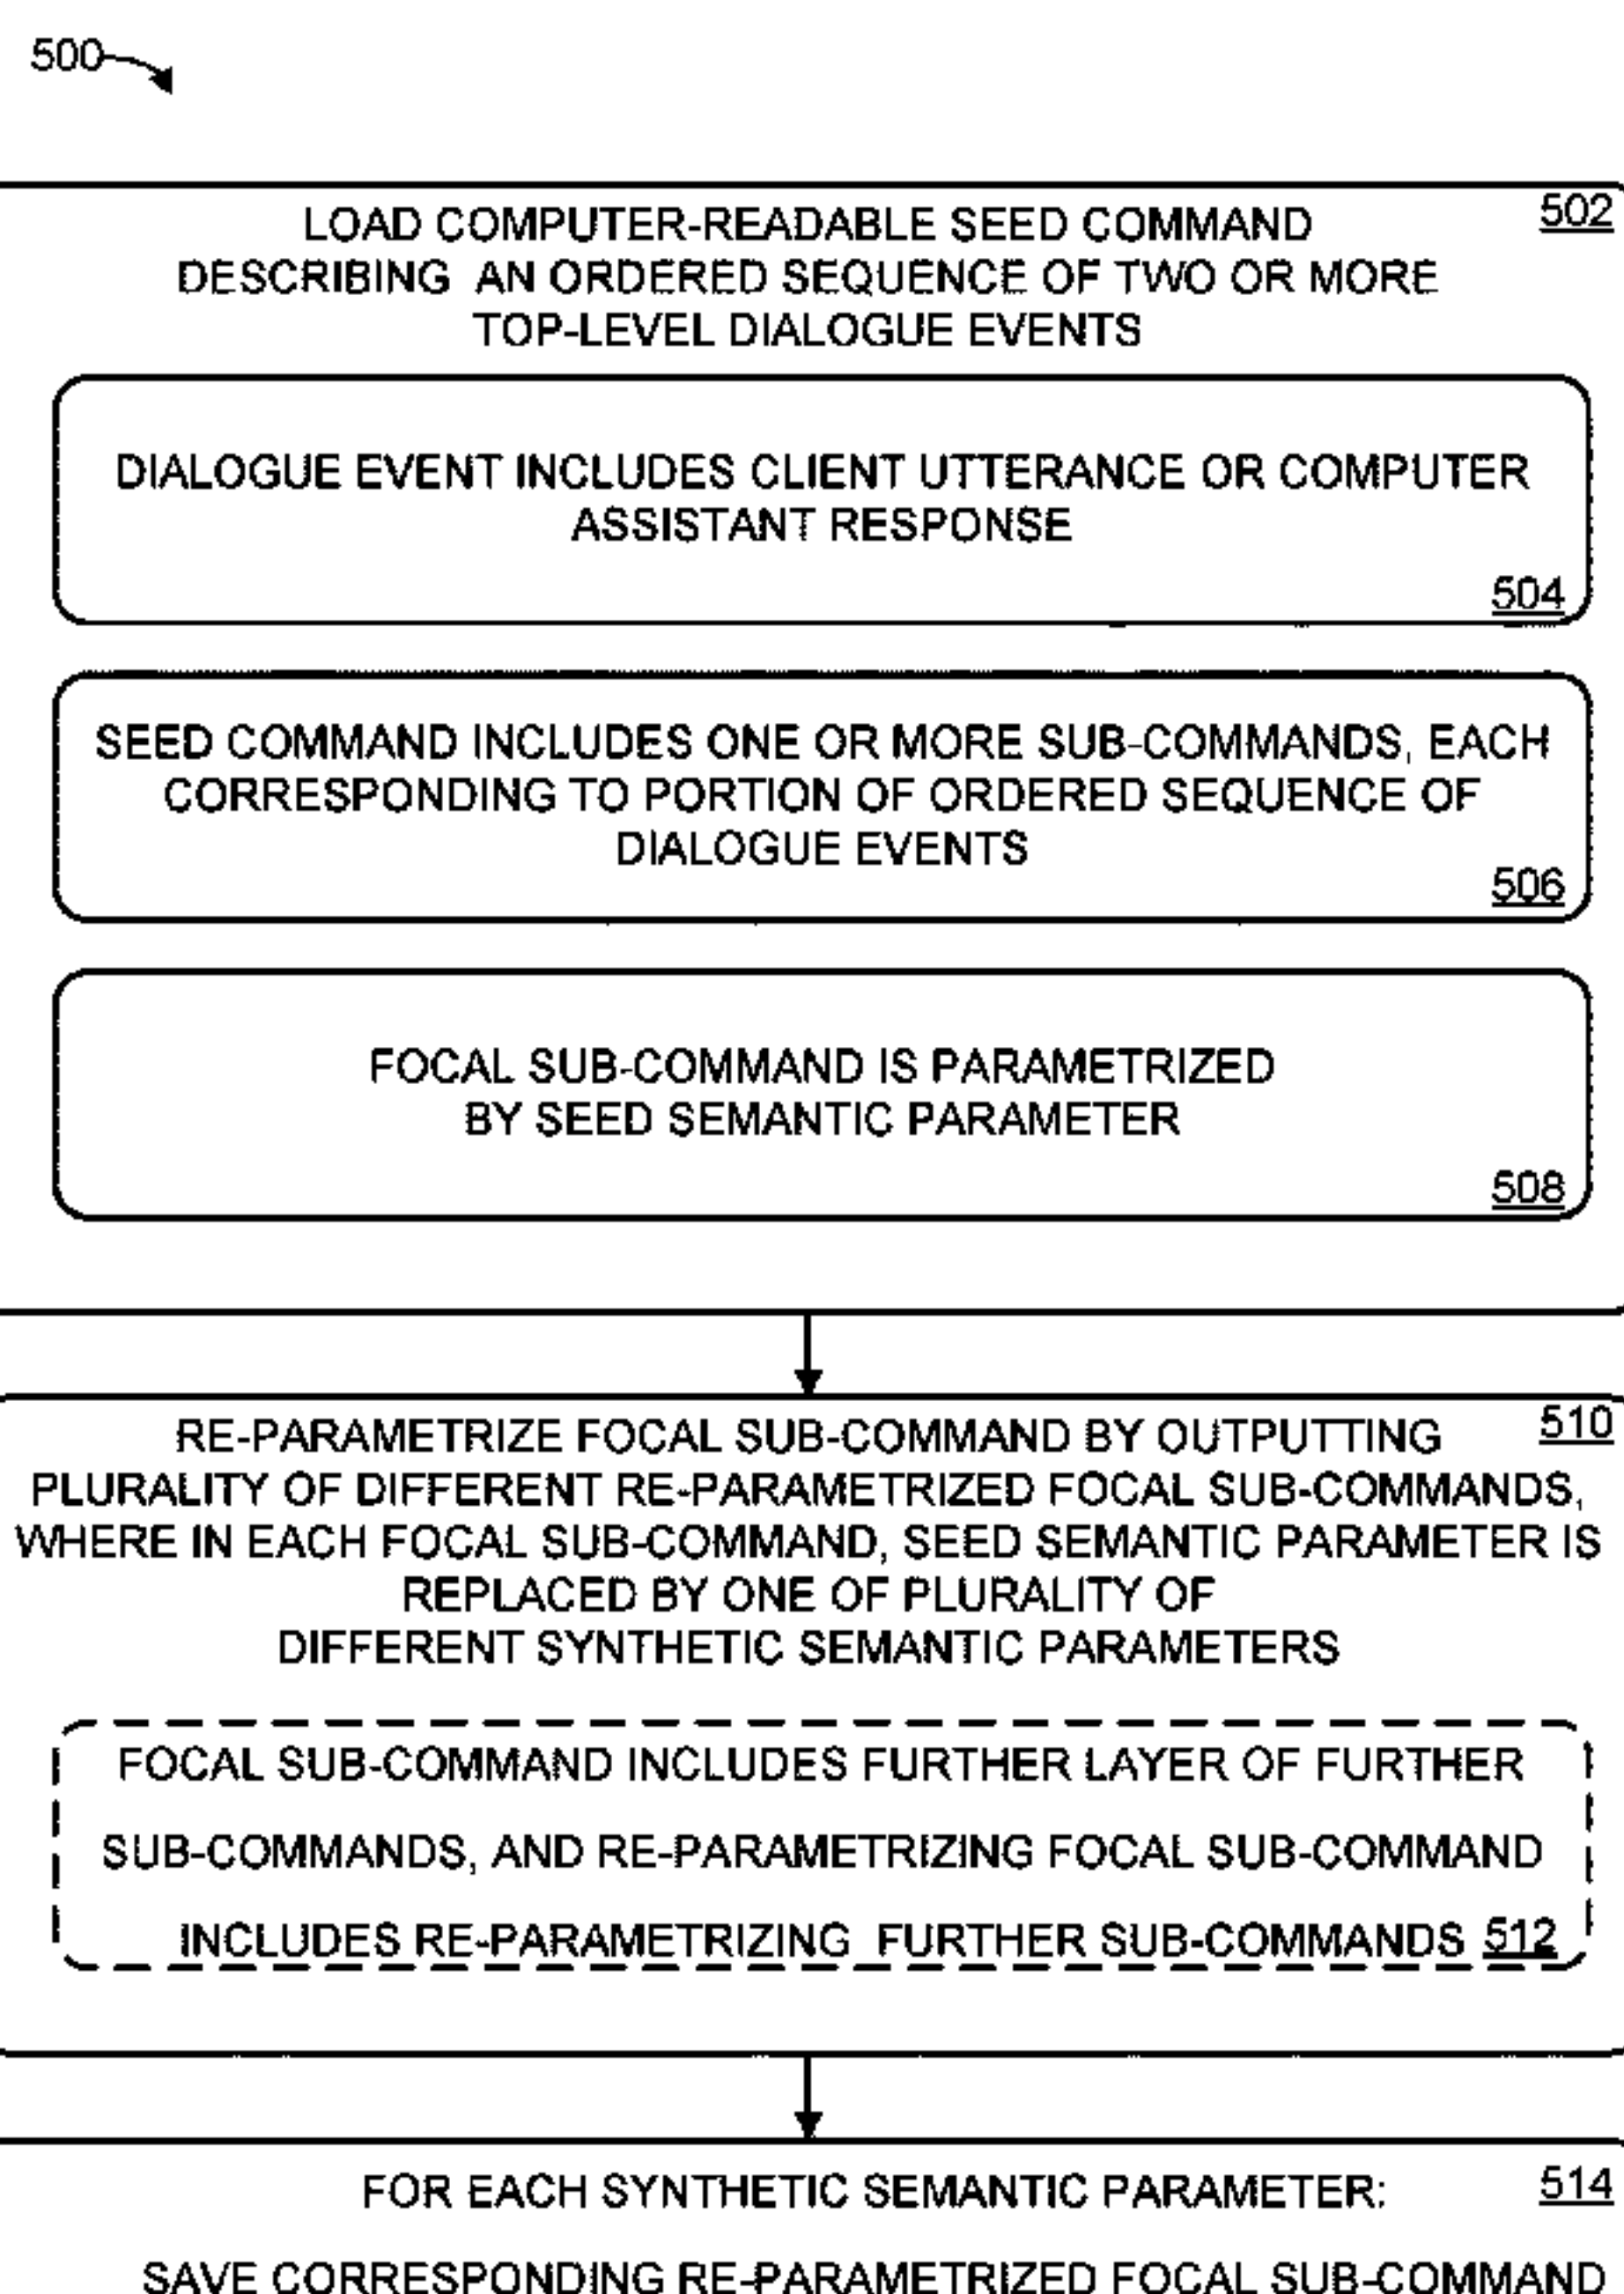 500
502
LOAD COMPUTER-READABLE SEED COMMAND
DESCRIBING AN ORDERED SEQUENCE OF TWO OR MORE
TOP-LEVEL DIALOGUE EVENTS
DIALOGUE EVENT INCLUDES CLIENT UTTERANCE OR COMPUTER
ASSISTANT RESPONSE
504
SEED COMMAND INCLUDES ONE OR MORE SUB-COMMANDS, EACH
CORRESPONDING TO PORTION OF ORDERED SEQUENCE OF
DIALOGUE EVENTS
506
FOCAL SUB-COMMAND IS PARAMETRIZED
BY SEED SEMANTIC PARAMETER
508
510
RE-PARAMETRIZE FOCAL SUB-COMMAND BY OUTPUTTING
PLURALITY OF DIFFERENT RE-PARAMETRIZED FOCAL SUB-COMMANDS,
WHERE IN EACH FOCAL SUB-COMMAND, SEED SEMANTIC PARAMETER IS
REPLACED BY ONE OF PLURALITY OF
DIFFERENT SYNTHETIC SEMANTIC PARAMETERS
FOCAL SUB-COMMAND INCLUDES FURTHER LAYER OF FURTHER
SUB-COMMANDS, AND RE-PARAMETRIZING FOCAL SUB-COMMAND
INCLUDES RE-PARAMETRIZING FURTHER SUB-COMMANDS 512
FOR EACH SYNTHETIC SEMANTIC PARAMETER: 514
SAVE CORRESPONDING RE-PARAMETRIZED FOCAL SUB-COMMAND